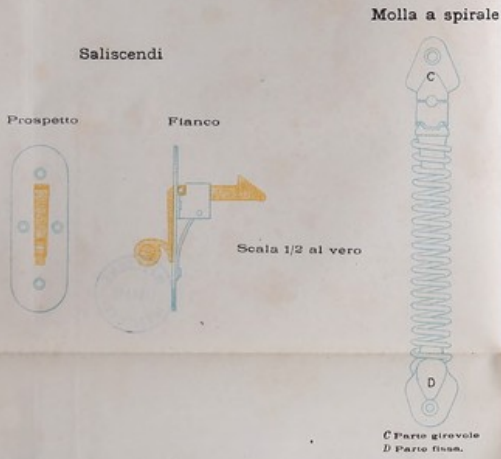 Molla a spirale
Saliscendi
Prospetto
Fianco
C
Scala 1/2 al vero
D
C Parte girevole
D Parte fissa.